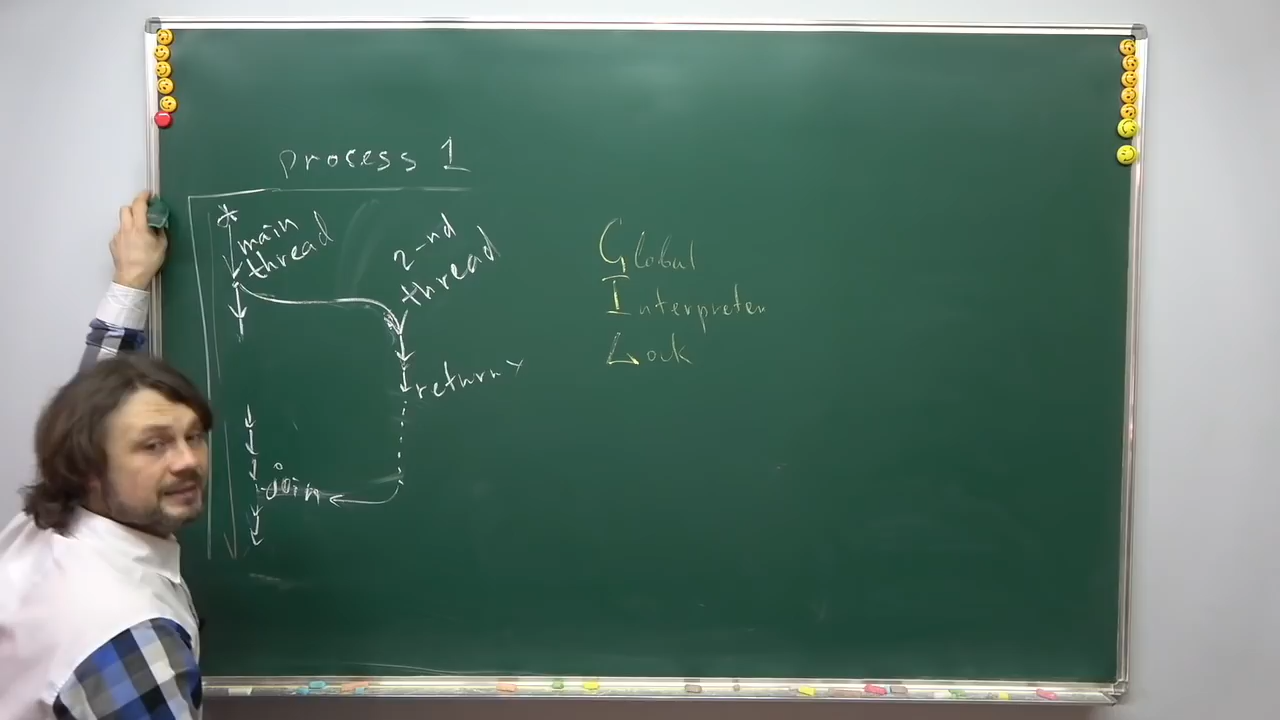 process 1
main
thread
2-nd
thread
return
join
Global
Interpreter
Lock